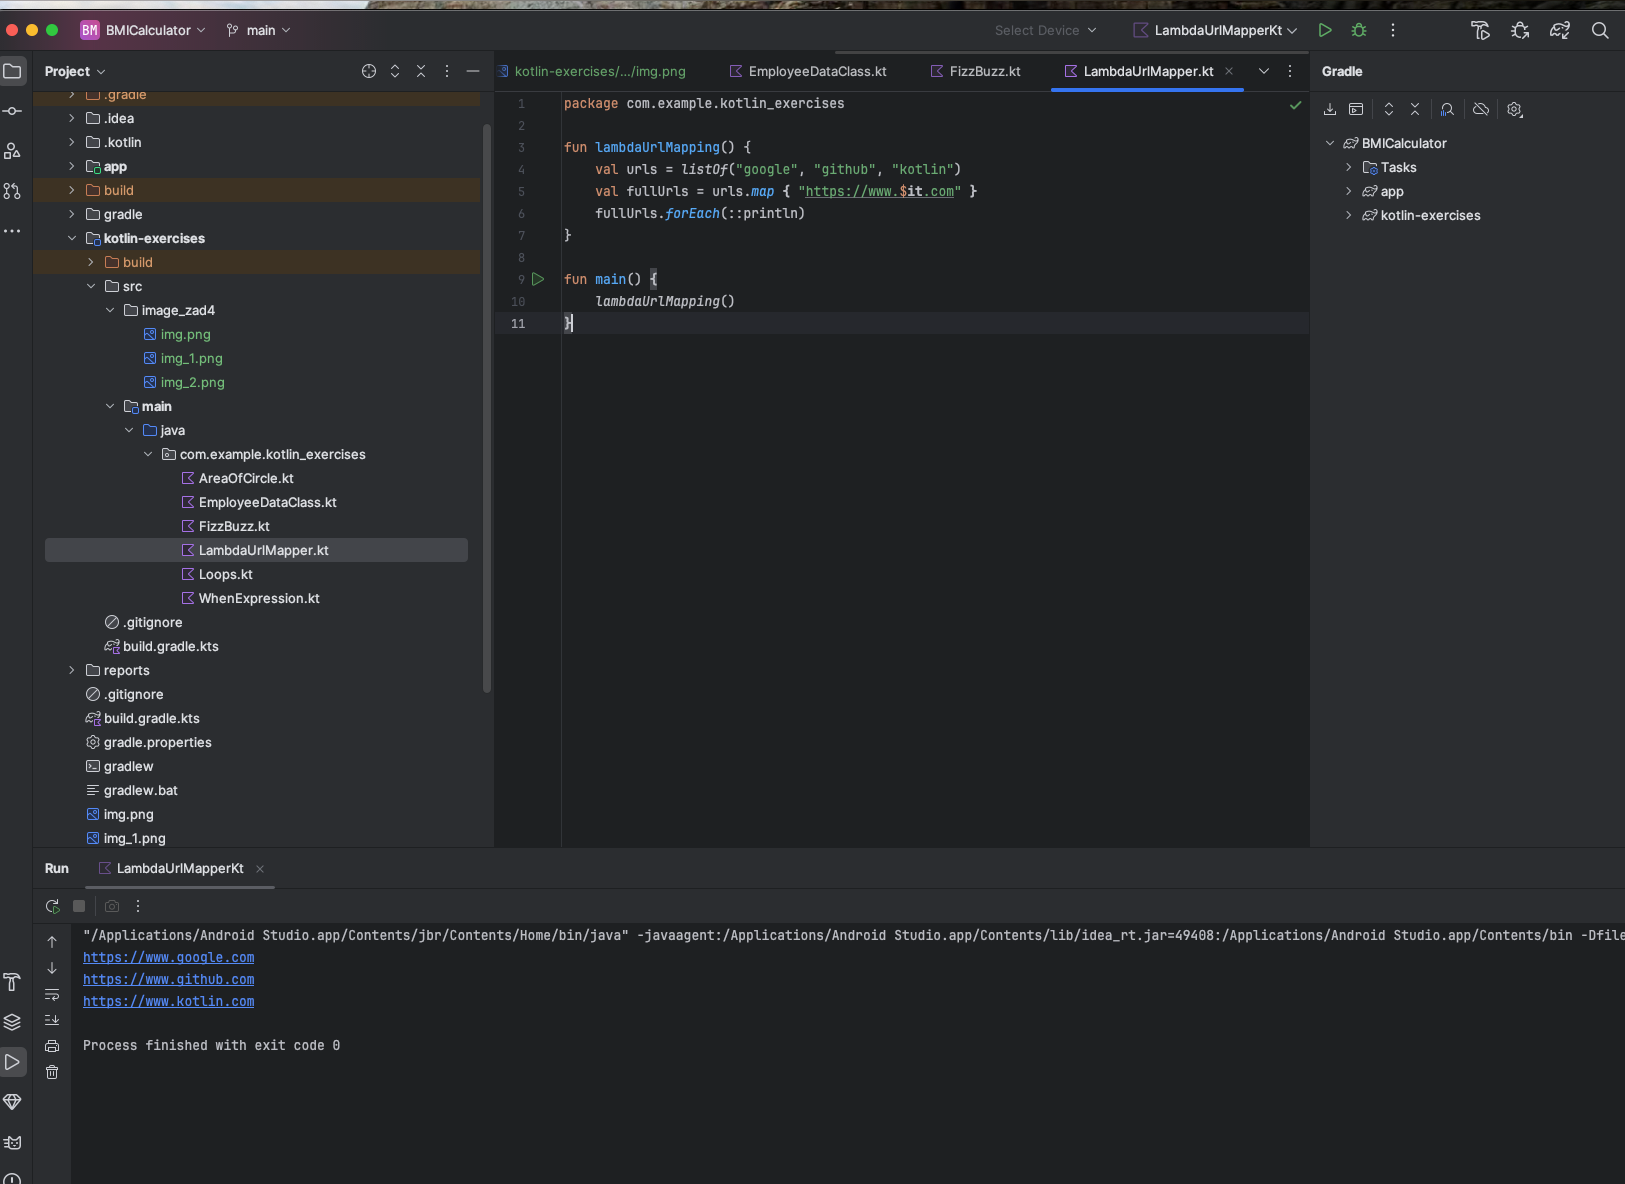 BM BMICalculator main Select Device LambdaUrlMapperKt
Project
.gradle
.idea
.kotlin
app
build
gradle
kotlin-exercises
build
src
image_zad4
img.png
img_1.png
img_2.png
main
java
com.example.kotlin_exercises
AreaOfCircle.kt
EmployeeDataClass.kt
FizzBuzz.kt
LambdaUrlMapper.kt
Loops.kt
WhenExpression.kt
.gitignore
build.gradle.kts
reports
.gitignore
build.gradle.kts
gradle.properties
gradlew
gradlew.bat
img.png
img_1.png
kotlin-exercises/.../img.png EmployeeDataClass.kt FizzBuzz.kt LambdaUrlMapper.kt
1 package com.example.kotlin_exercises
2
3 fun lambdaUrlMapping() {
4 val urls = listOf("google", "github", "kotlin")
5 val fullUrls = urls.map { "https://www.$it.com" }
6 fullUrls.forEach(::println)
7 }
8
9 fun main() {
10 lambdaUrlMapping()
11 }
Gradle
BMICalculator
Tasks
app
kotlin-exercises
Run LambdaUrlMapperKt
"/Applications/Android Studio.app/Contents/jbr/Contents/Home/bin/java" -javaagent:/Applications/Android Studio.app/Contents/lib/idea_rt.jar=49408:/Applications/Android Studio.app/Contents/bin -Dfile
https://www.google.com
https://www.github.com
https://www.kotlin.com
Process finished with exit code 0